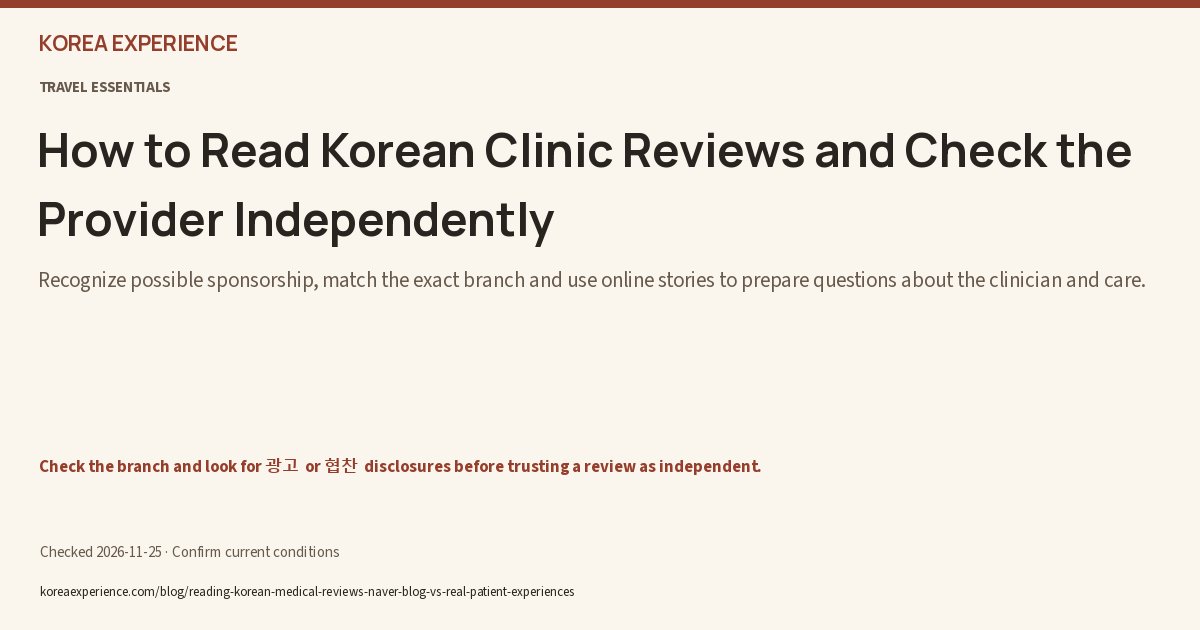 KOREA EXPERIENCE
TRAVEL ESSENTIALS
How to Read Korean Clinic Reviews and Check the
Provider Independently
Recognize possible sponsorship, match the exact branch and use online stories to prepare questions about the clinician and care.
Check the branch and look for 광고 or 협찬 disclosures before trusting a review as independent.
Checked 2026-11-25 · Confirm current conditions
koreaexperience.com/blog/reading-korean-medical-reviews-naver-blog-vs-real-patient-experiences